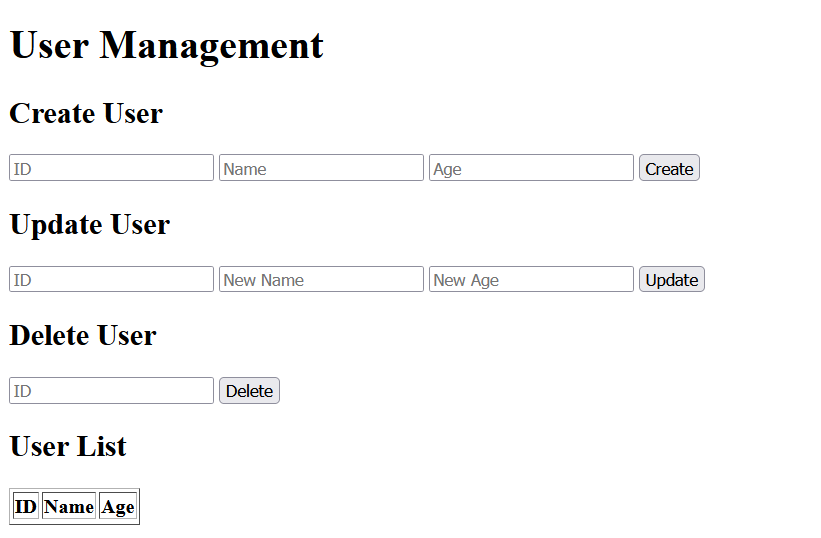 User Management
Create User
ID Name Age Create
Update User
ID New Name New Age Update
Delete User
ID Delete
User List
ID Name Age